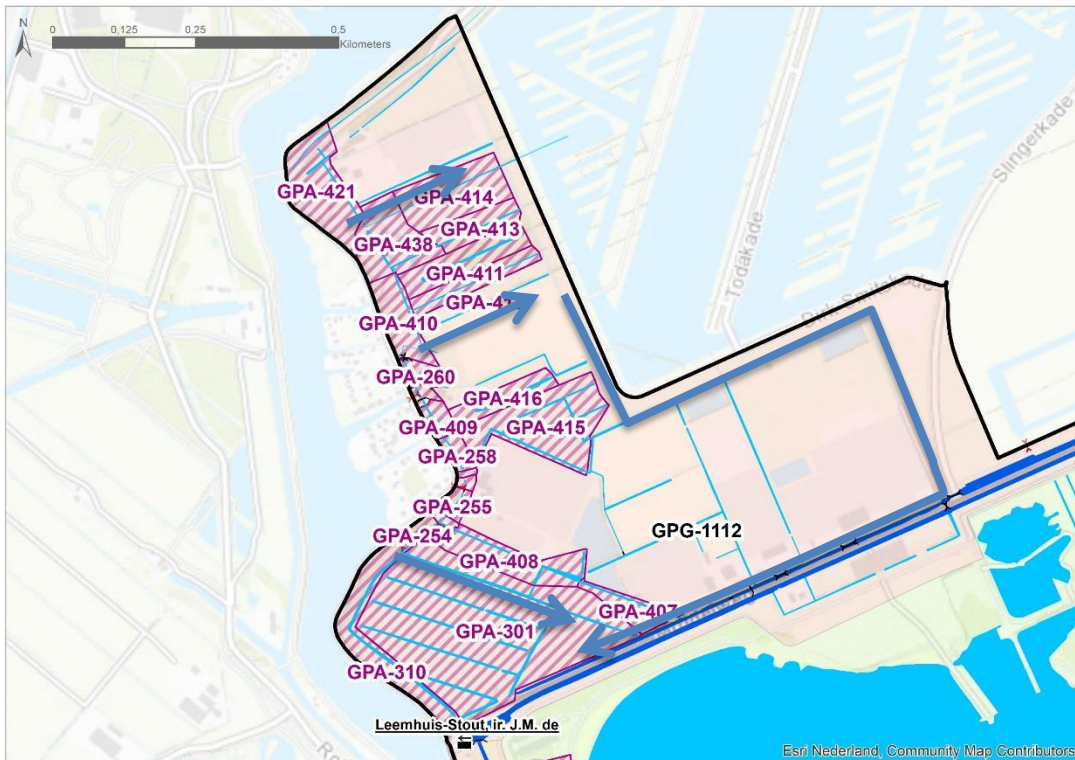 N
0 0,125 0,25 0,5
Kilometers
GPA-421
GPA-414
GPA-438
GPA-413
GPA-411
GPA-410
GPA-260
GPA-416
GPA-409
GPA-415
GPA-258
GPA-255
GPA-254
GPA-408
GPG-1112
GPA-407
GPA-301
GPA-310
Todakade
Slingerkade
Leemhuis-Stout, ir. J.M. de
Esri Nederland, Community Map Contributors